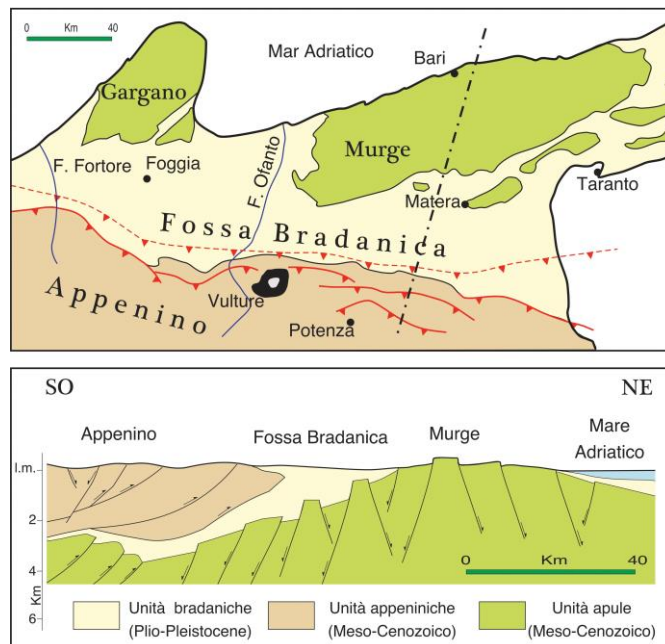 0 Km 40
Mar Adriatico
Bari
Gargano
Murge
F. Fortore
Foggia
F. Ofanto
Matera
Taranto
Fossa Bradanica
Appenino
Vulture
Potenza
SO NE
Appenino Fossa Bradanica Murge Mare
Adriatico
l.m.
2
4
Km
6
0 Km 40
Unità bradaniche
(Plio-Pleistocene)
Unità appeniniche
(Meso-Cenozoico)
Unità apule
(Meso-Cenozoico)